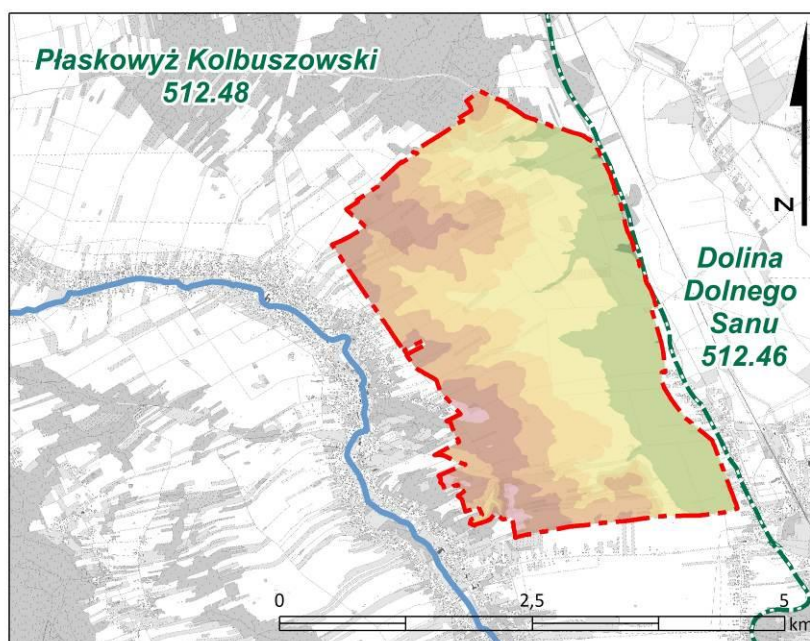 Płaskowyż Kolbuszowski
512.48
N
Dolina
Dolnego
Sanu
512.46
0 2,5 5
km